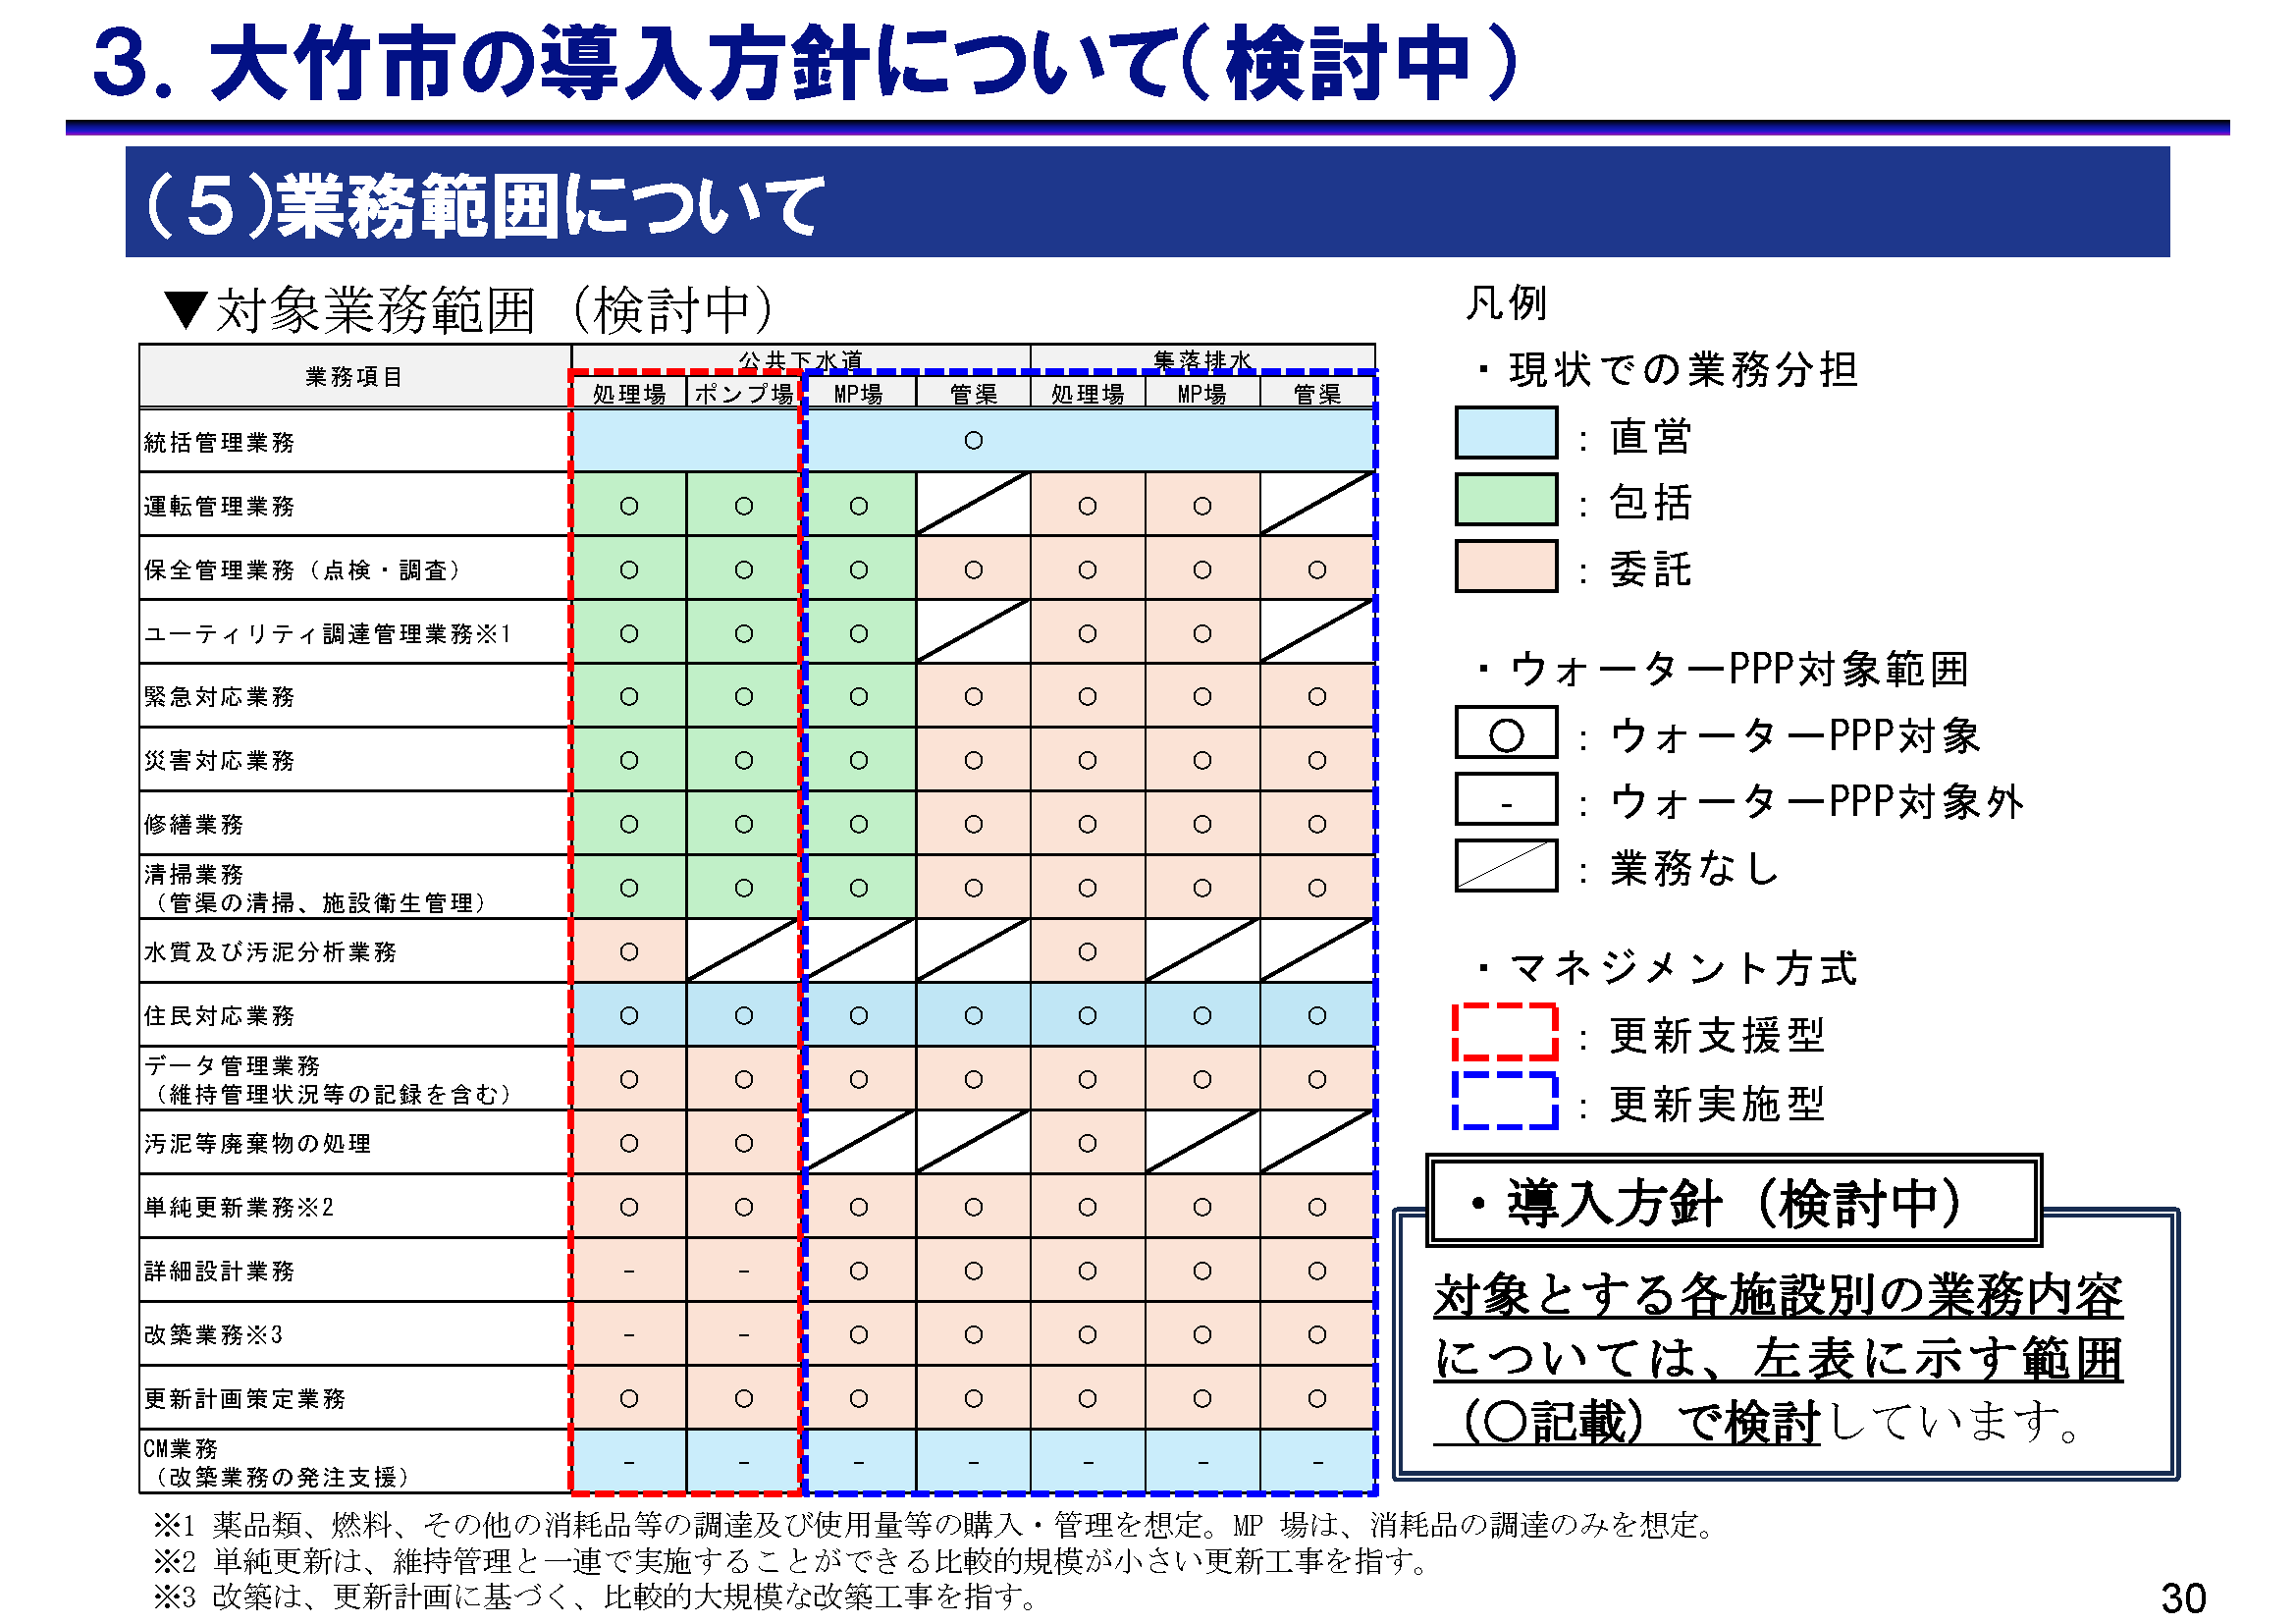 ３．大竹市の導入方針について（検討中）
（５）業務範囲について
▼対象業務範囲（検討中）
業務項目 公共下水道 集落排水
処理場 ポンプ場 MP場 管渠 処理場 MP場 管渠
統括管理業務 ○
運転管理業務 ○ ○ ○ ○ ○
保全管理業務（点検・調査） ○ ○ ○ ○ ○ ○ ○
ユーティリティ調達管理業務※1 ○ ○ ○ ○ ○
緊急対応業務 ○ ○ ○ ○ ○ ○ ○
災害対応業務 ○ ○ ○ ○ ○ ○ ○
修繕業務 ○ ○ ○ ○ ○ ○ ○
清掃業務
（管渠の清掃、施設衛生管理） ○ ○ ○ ○ ○ ○ ○
水質及び汚泥分析業務 ○ ○
住民対応業務 ○ ○ ○ ○ ○ ○ ○
データ管理業務
（維持管理状況等の記録を含む） ○ ○ ○ ○ ○ ○ ○
汚泥等廃棄物の処理 ○ ○ ○
単純更新業務※2 ○ ○ ○ ○ ○ ○ ○
詳細設計業務 - - ○ ○ ○ ○ ○
改築業務※3 - - ○ ○ ○ ○ ○
更新計画策定業務 ○ ○ ○ ○ ○ ○ ○
CM業務
（改築業務の発注支援） - - - - - - -
凡例
・現状での業務分担
：直営
：包括
：委託
・ウォーターPPP対象範囲
○：ウォーターPPP対象
-：ウォーターPPP対象外
：業務なし
・マネジメント方式
：更新支援型
：更新実施型
・導入方針（検討中）
対象とする各施設別の業務内容
については、左表に示す範囲
（○記載）で検討しています。
※1 薬品類、燃料、その他の消耗品等の調達及び使用量等の購入・管理を想定。MP 場は、消耗品の調達のみを想定。
※2 単純更新は、維持管理と一連で実施することができる比較的規模が小さい更新工事を指す。
※3 改築は、更新計画に基づく、比較的大規模な改築工事を指す。
30